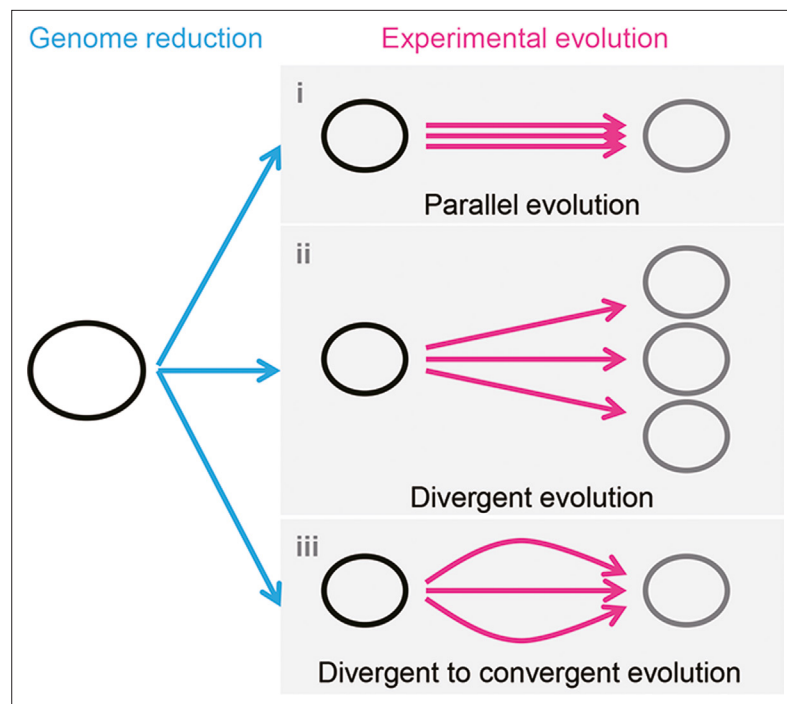 Genome reduction
Experimental evolution
i
Parallel evolution
ii
Divergent evolution
iii
Divergent to convergent evolution